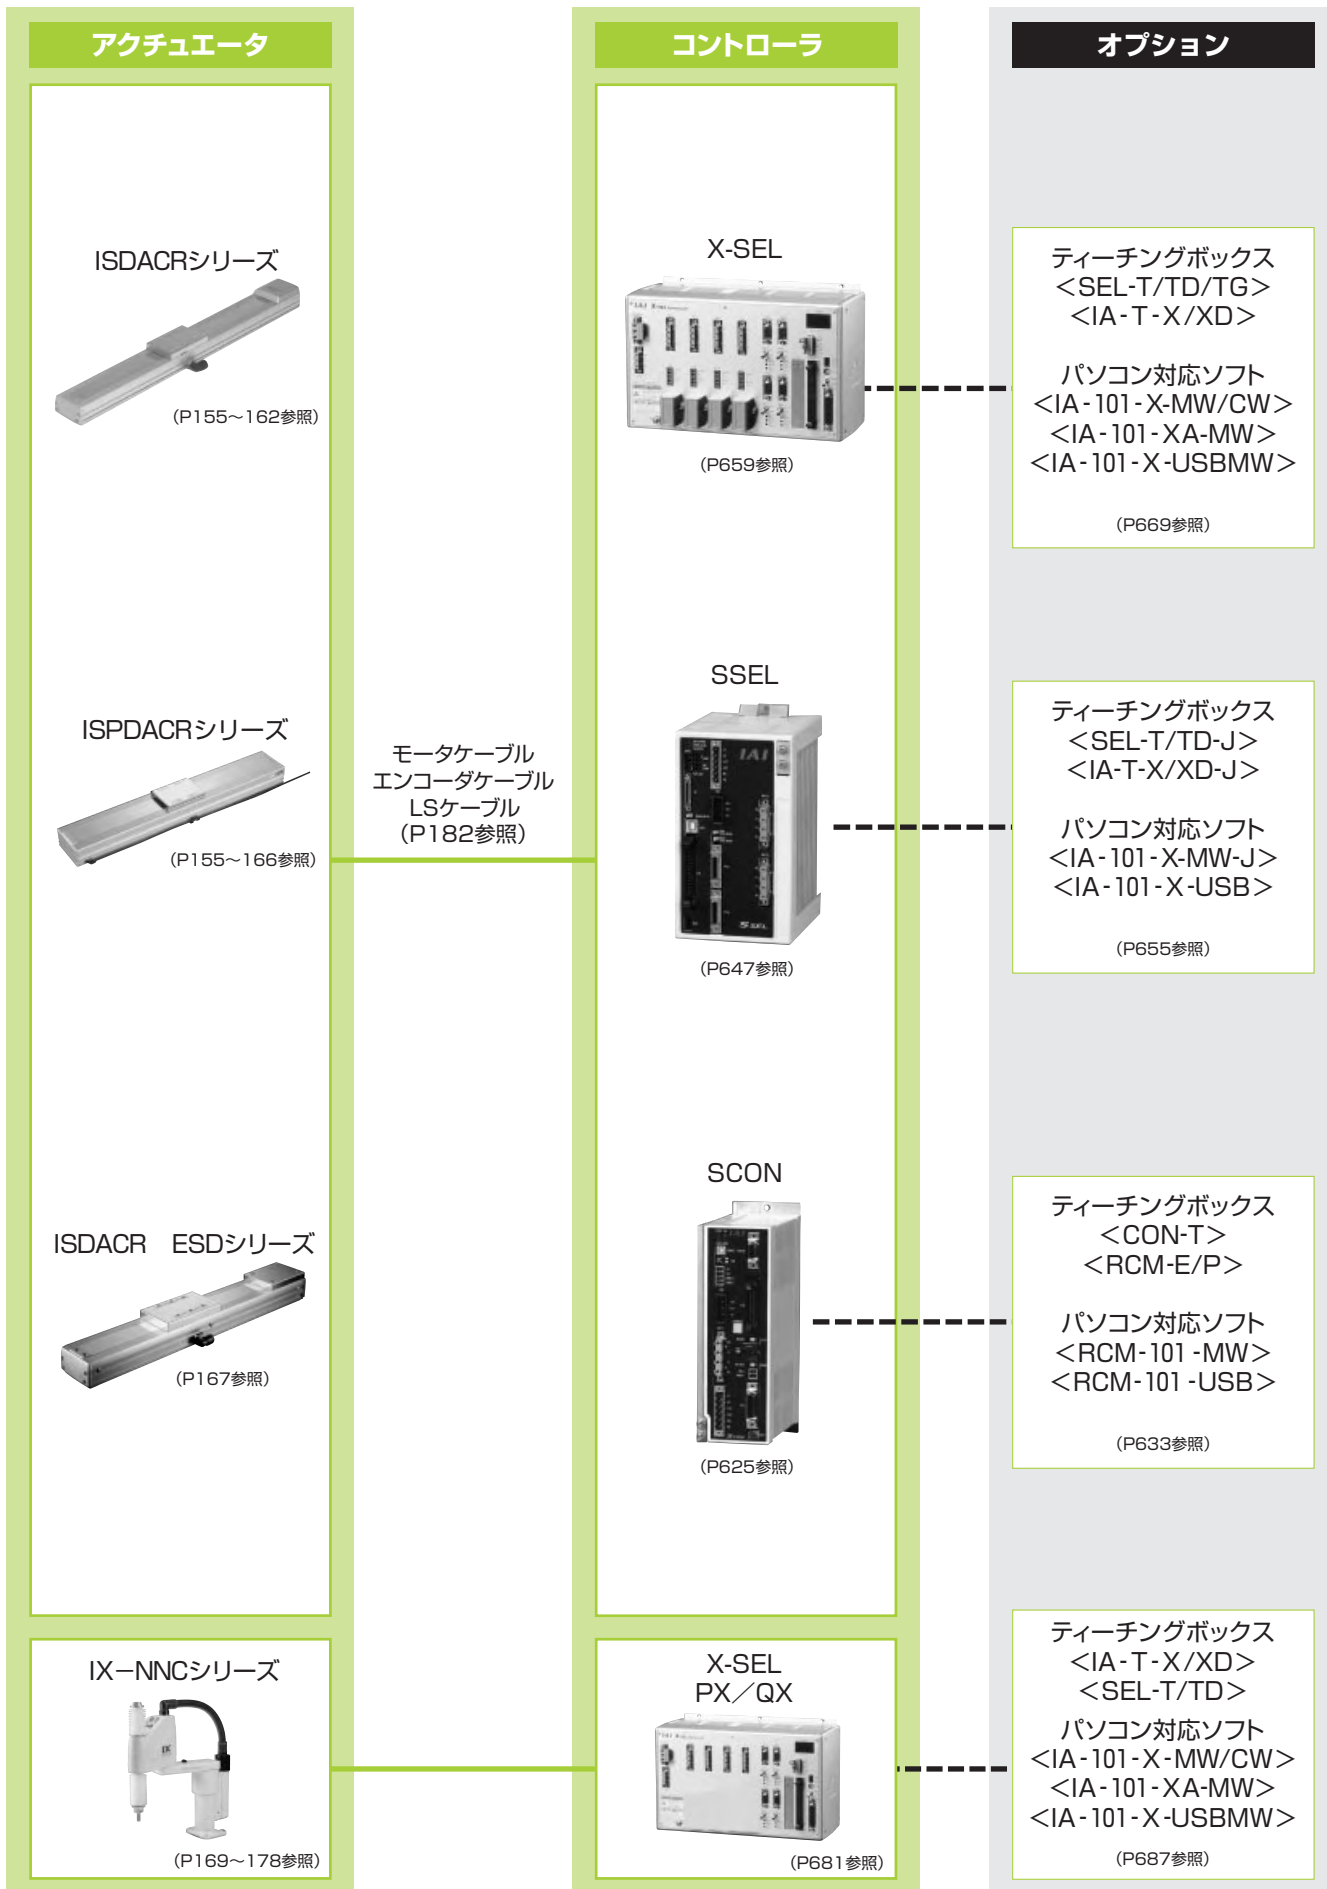 アクチュエータ
コントローラ
オプション
ISDACRシリーズ
(P155～162参照)
X-SEL
(P659参照)
ティーチングボックス
<SEL-T/TD/TG>
<IA-T-X/XD>
パソコン対応ソフト
<IA-101-X-MW/CW>
<IA-101-XA-MW>
<IA-101-X-USBMW>
(P669参照)
ISPDACRシリーズ
(P155～166参照)
モータケーブル
エンコーダケーブル
LSケーブル
(P182参照)
SSEL
IAI
SSEL
(P647参照)
ティーチングボックス
<SEL-T/TD-J>
<IA-T-X/XD-J>
パソコン対応ソフト
<IA-101-X-MW-J>
<IA-101-X-USB>
(P655参照)
ISDACR　ESDシリーズ
(P167参照)
SCON
(P625参照)
ティーチングボックス
<CON-T>
<RCM-E/P>
パソコン対応ソフト
<RCM-101-MW>
<RCM-101-USB>
(P633参照)
IX−NNCシリーズ
IX
(P169～178参照)
X-SEL
PX／QX
(P681参照)
ティーチングボックス
<IA-T-X/XD>
<SEL-T/TD>
パソコン対応ソフト
<IA-101-X-MW/CW>
<IA-101-XA-MW>
<IA-101-X-USBMW>
(P687参照)